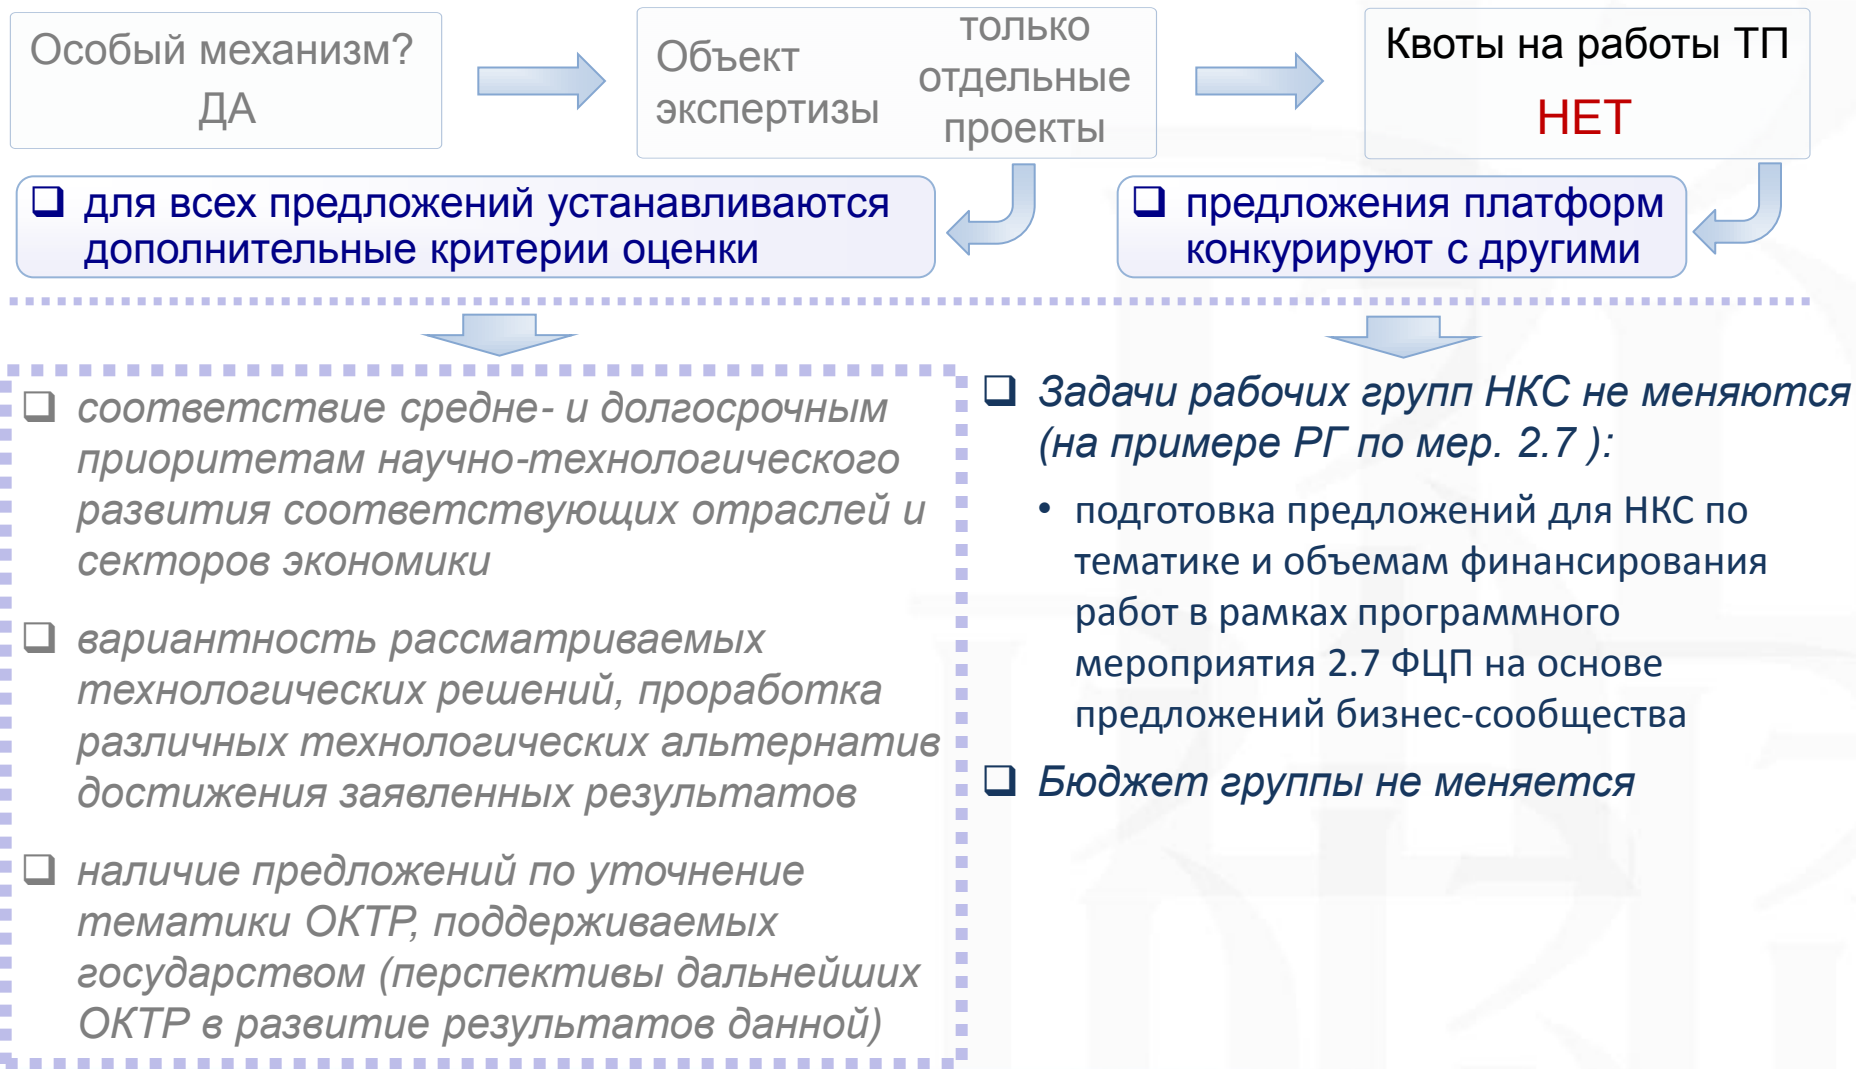 Особый механизм?
ДА
Объект
экспертизы
только
отдельные
проекты
Квоты на работы ТП
НЕТ
для всех предложений устанавливаются
дополнительные критерии оценки
предложения платформ
конкурируют с другими
соответствие средне- и долгосрочным
приоритетам научно-технологического
развития соответствующих отраслей и
секторов экономики
вариантность рассматриваемых
технологических решений, проработка
различных технологических альтернатив
достижения заявленных результатов
наличие предложений по уточнение
тематики ОКТР, поддерживаемых
государством (перспективы дальнейших
ОКТР в развитие результатов данной)
Задачи рабочих групп НКС не меняются
(на примере РГ по мер. 2.7 ):
• подготовка предложений для НКС по
тематике и объемам финансирования
работ в рамках программного
мероприятия 2.7 ФЦП на основе
предложений бизнес-сообщества
Бюджет группы не меняется